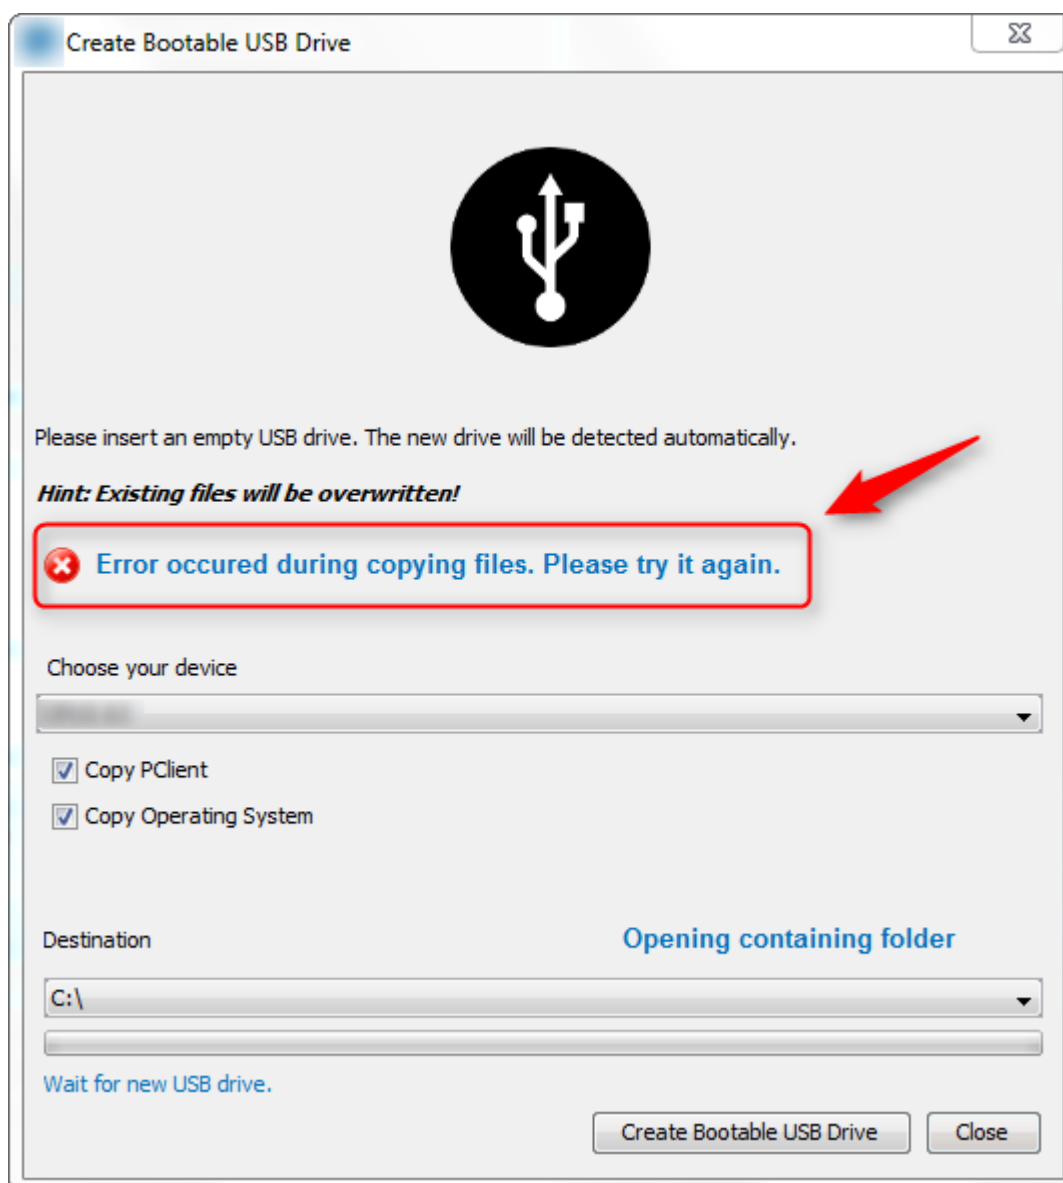 Create Bootable USB Drive
Please insert an empty USB drive. The new drive will be detected automatically.
Hint: Existing files will be overwritten!
Error occured during copying files. Please try it again.
Choose your device
Copy PClient
Copy Operating System
Destination
Opening containing folder
C:\
Wait for new USB drive.
Create Bootable USB Drive
Close